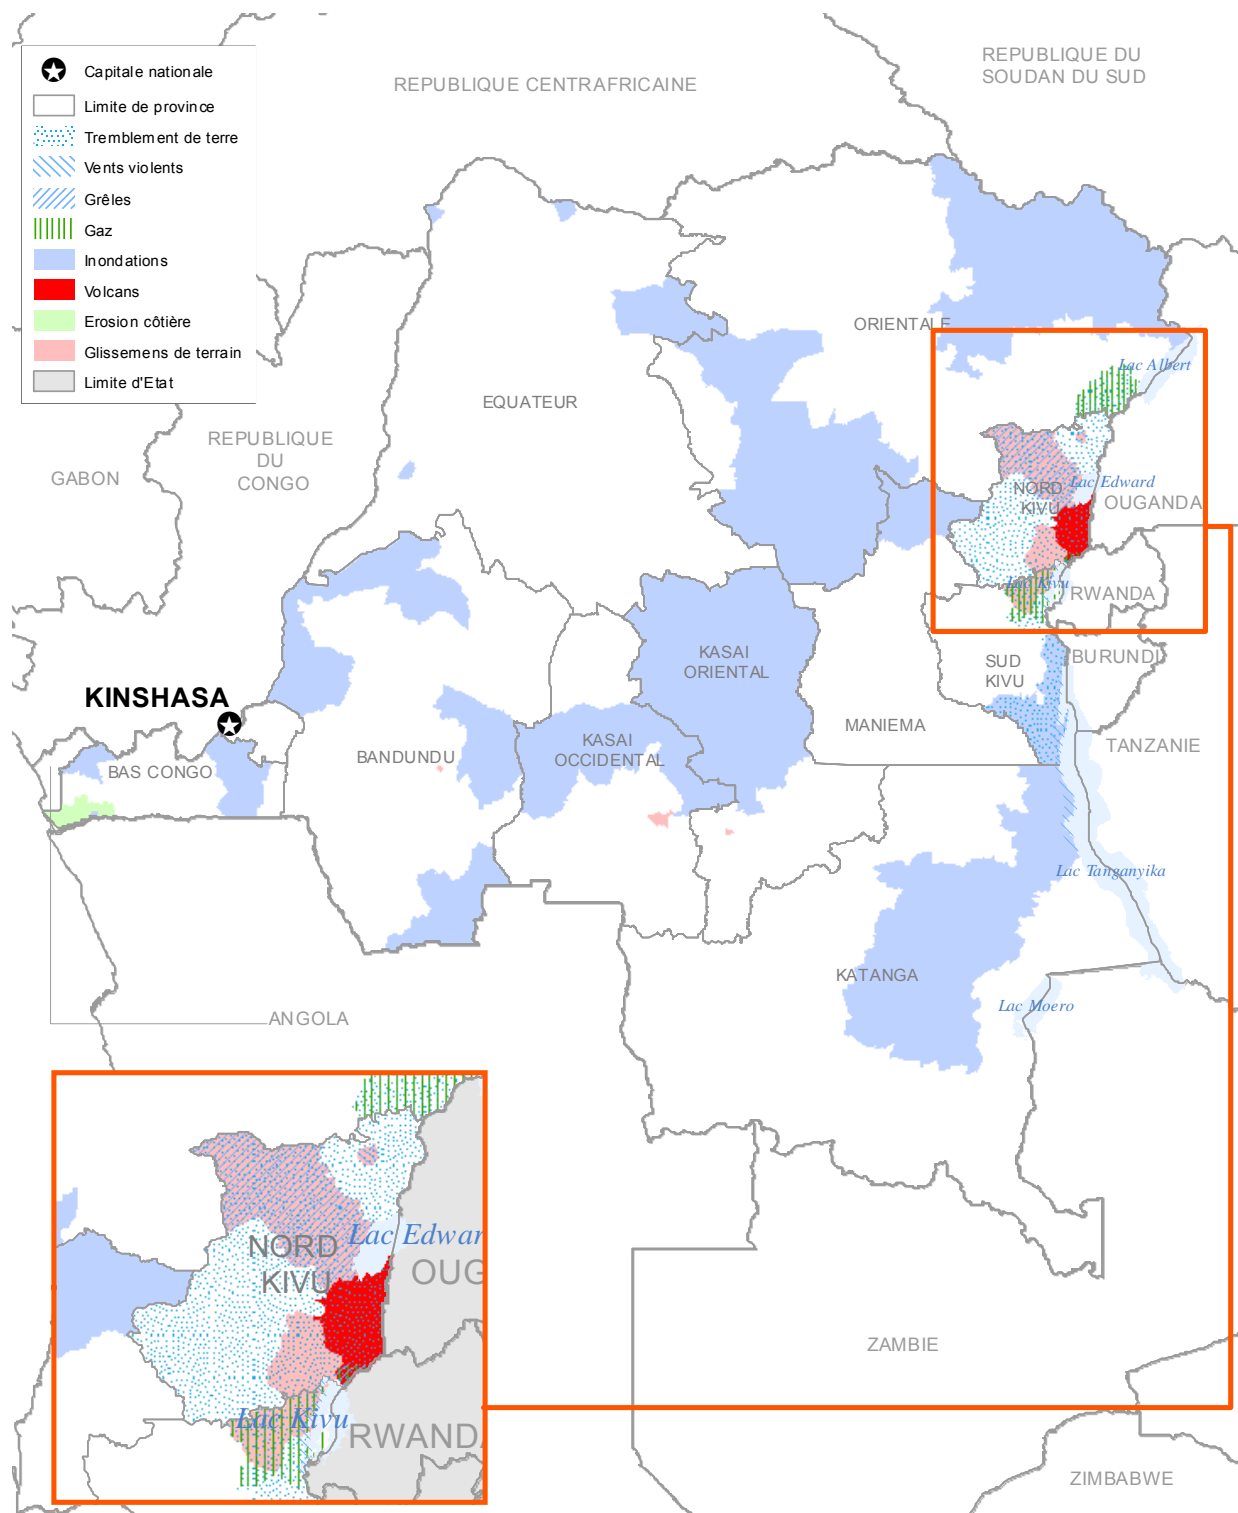 Capitale nationale
Limite de province
Tremblement de terre
Vents violents
Grêles
Gaz
Inondations
Volcans
Erosion côtière
Glissemens de terrain
Limite d'Etat
REPUBLIQUE CENTRAFRICAINE
REPUBLIQUE DU
SOUDAN DU SUD
ORIENTALE
Lac Albert
EQUATEUR
REPUBLIQUE
DU
CONGO
GABON
Lac Edward
NORD
KIVU
OUGANDA
Lac Kivu
RWANDA
KASAI
ORIENTAL
SUD
KIVU
BURUNDI
KINSHASA
MANIEMA
TANZANIE
KASAI
OCCIDENTAL
BANDUNDU
BAS CONGO
Lac Tanganyika
KATANGA
Lac Moero
ANGOLA
Lac Edwar
NORD
KIVU
OUG
Lac Kivu
RWANDA
ZAMBIE
ZIMBABWE